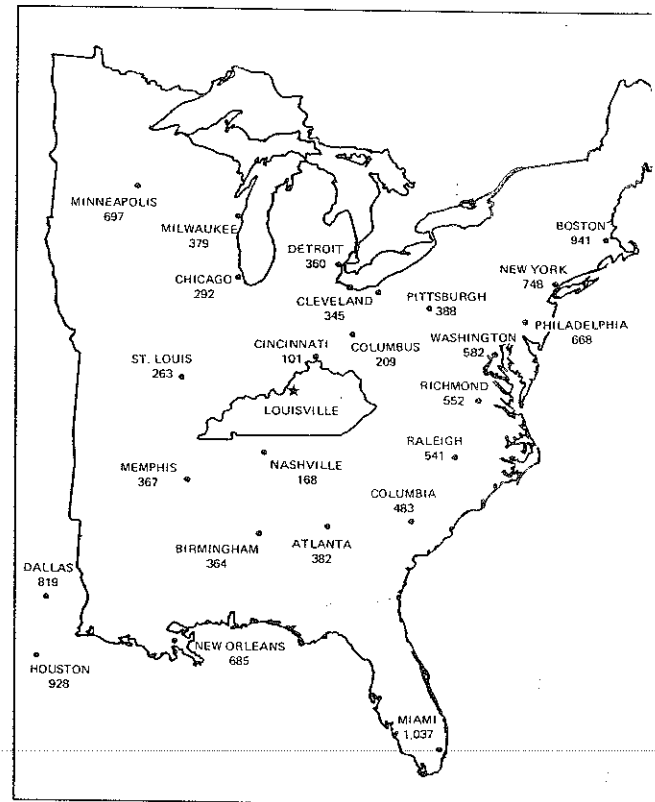 MINNEAPOLIS
697
MILWAUKEE
379
BOSTON
941
DETROIT
360
CHICAGO
292
NEW YORK
748
CLEVELAND
345
PITTSBURGH
388
PHILADELPHIA
668
CINCINNATI
101
COLUMBUS
209
WASHINGTON
582
ST. LOUIS
263
RICHMOND
552
LOUISVILLE
RALEIGH
541
NASHVILLE
168
MEMPHIS
367
COLUMBIA
483
BIRMINGHAM
364
ATLANTA
382
DALLAS
819
NEW ORLEANS
685
HOUSTON
928
MIAMI
1,037